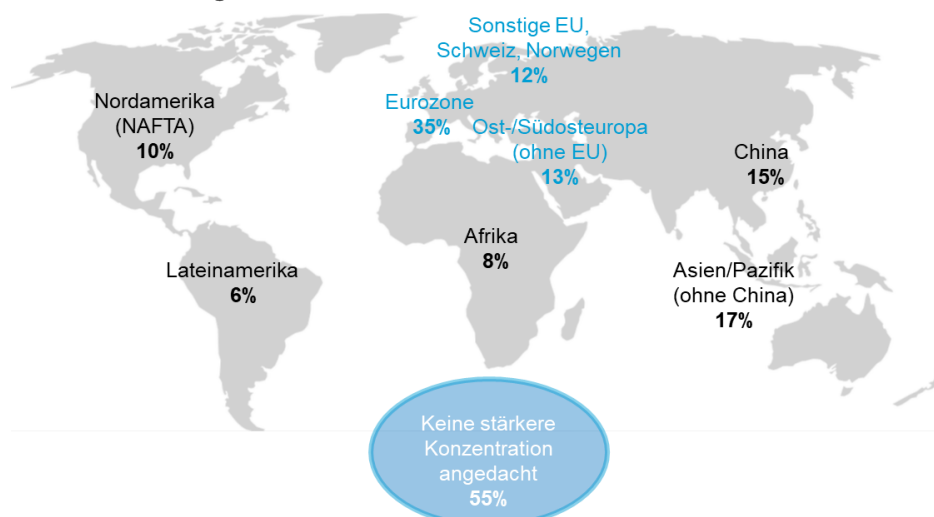 Sonstige EU,
Schweiz, Norwegen
12%
Nordamerika
(NAFTA)
10%
Eurozone
35%
Ost-/Südosteuropa
(ohne EU)
13%
China
15%
Afrika
8%
Lateinamerika
6%
Asien/Pazifik
(ohne China)
17%
Keine stärkere
Konzentration
angedacht
55%